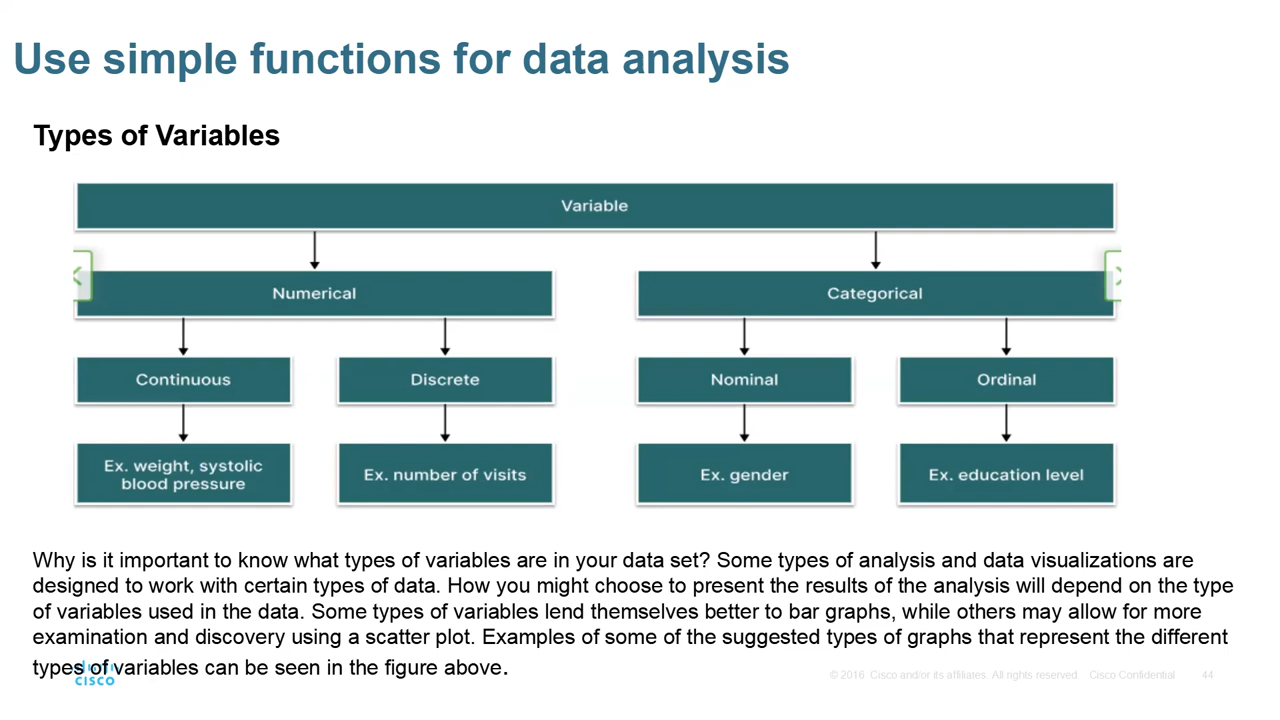 Use simple functions for data analysis
Types of Variables
Variable
Numerical
Categorical
Continuous
Discrete
Nominal
Ordinal
Ex. weight, systolic
blood pressure
Ex. number of visits
Ex. gender
Ex. education level
Why is it important to know what types of variables are in your data set? Some types of analysis and data visualizations are
designed to work with certain types of data. How you might choose to present the results of the analysis will depend on the type
of variables used in the data. Some types of variables lend themselves better to bar graphs, while others may allow for more
examination and discovery using a scatter plot. Examples of some of the suggested types of graphs that represent the different
types of variables can be seen in the figure above.
CISCO
© 2016 Cisco and/or its affiliates. All rights reserved. Cisco Confidential
44